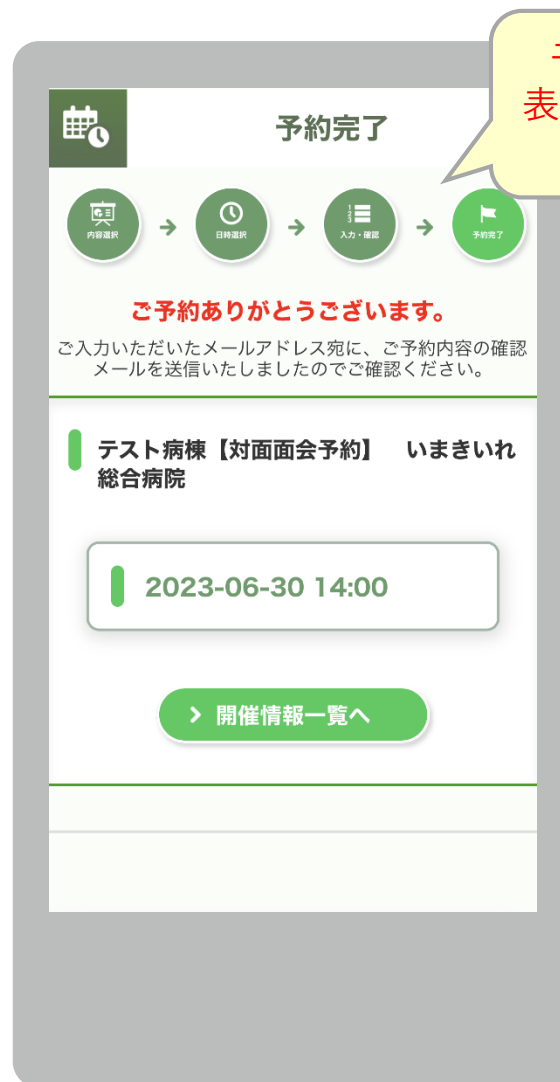 表
予約完了
内容選択
日時選択
入力・確認
予約完了
ご予約ありがとうございます。
ご入力いただいたメールアドレス宛に、ご予約内容の確認
メールを送信いたしましたのでご確認ください。
テスト病棟【対面面会予約】　いまきいれ
総合病院
2023-06-30 14:00
開催情報一覧へ